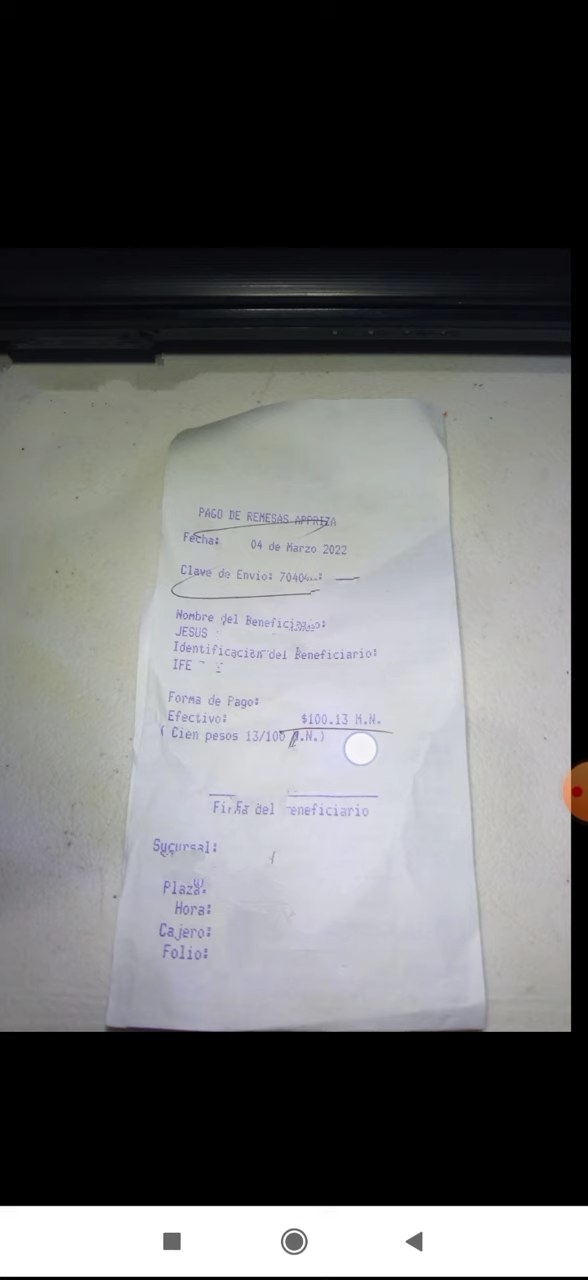 PAGO DE REMESAS APPRIZA
Fecha: 04 de Marzo 2022
Clave de Envio: 7040
Nombre del Beneficiario:
JESUS
Identificacion del Beneficiario:
IFE
Forma de Pago:
Efectivo: $100.13 M.N.
( Cien pesos 13/100 M.N.)
Firma del Beneficiario
Sucursal:
Plaza:
Hora:
Cajero:
Folio: